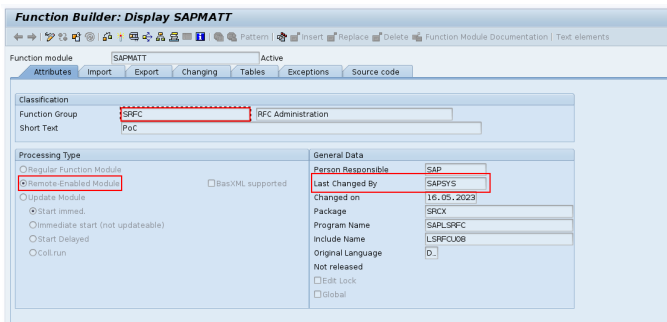 Function Builder: Display SAPMATT
Pattern Insert Replace Delete Function Module Documentation Text elements
Function module SAPMATT Active
Attributes Import Export Changing Tables Exceptions Source code
Classification
Function Group SRFC RFC Administration
Short Text PoC
Processing Type
Regular Function Module
Remote-Enabled Module BasXML supported
Update Module
Start immed.
Immediate start (not updateable)
Start Delayed
Coll.run
General Data
Person Responsible SAP
Last Changed By SAPSYS
Changed on 16.05.2023
Package SRCX
Program Name SAPLSRFC
Include Name LSRFCU08
Original Language D
Not released
Edit Lock
Global